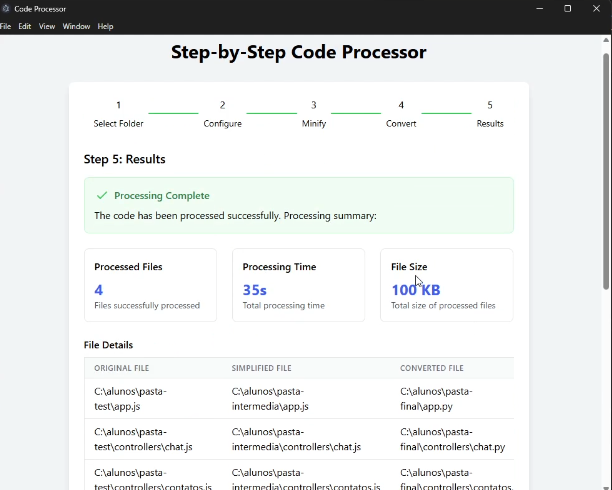 Code Processor
File Edit View Window Help
Step-by-Step Code Processor
1 2 3 4 5
Select Folder Configure Minify Convert Results
Step 5: Results
Processing Complete
The code has been processed successfully. Processing summary:
Processed Files Processing Time File Size
4 35s 100 KB
Files successfully processed Total processing time Total size of processed files
File Details
ORIGINAL FILE SIMPLIFIED FILE CONVERTED FILE
C:\alunos\pasta- C:\alunos\pasta- C:\alunos\pasta-
test\app.js intermedia\app.js final\app.py
C:\alunos\pasta- C:\alunos\pasta- C:\alunos\pasta-
test\controllers\chat.js intermedia\controllers\chat.js final\controllers\chat.py
C:\alunos\pasta- C:\alunos\pasta- C:\alunos\pasta-
test\controllers\contatos.js intermedia\controllers\contatos.js final\controllers\contatos.